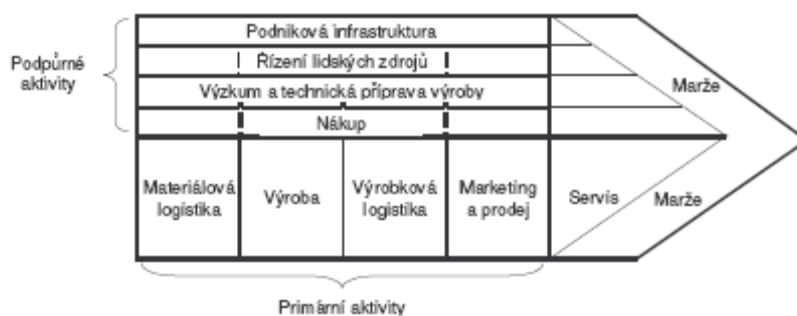 Podniková infrastruktura
Řízení lidských zdrojů
Podpůrné
aktivity
Výzkum a technická příprava výroby
Marže
Nákup
Materiálová
logistika
Výroba
Výrobková
logistika
Marketing
a prodej
Servis
Marže
Primární aktivity